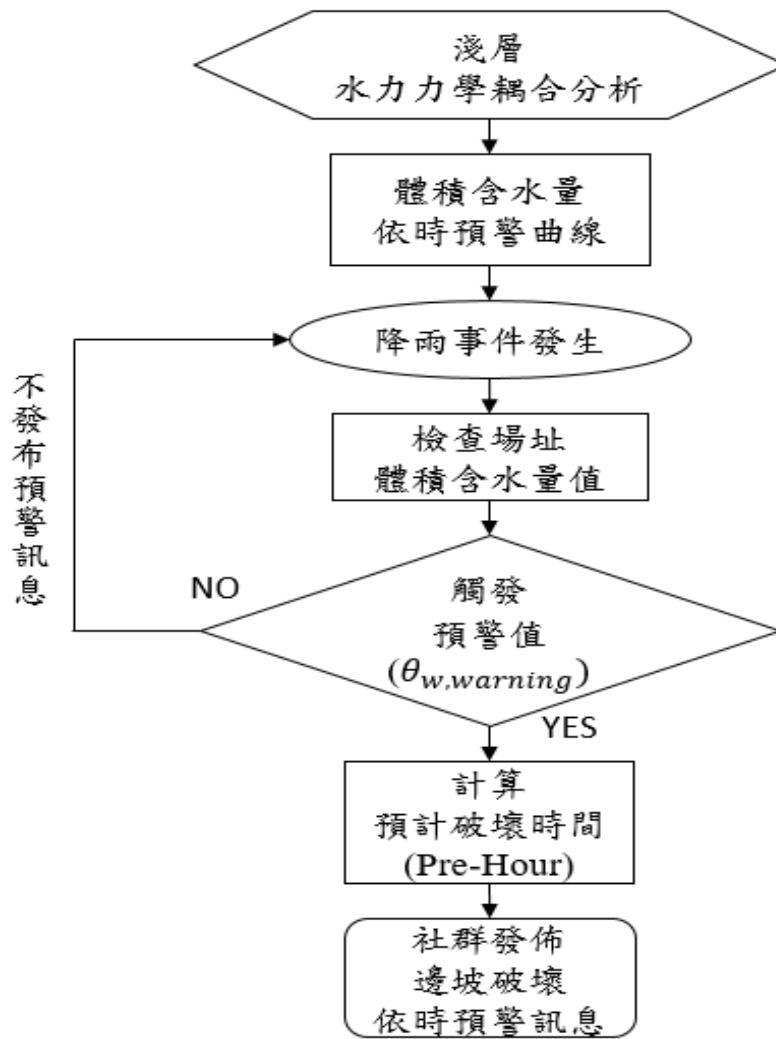 淺層
水力力學耦合分析
體積含水量
依時預警曲線
降雨事件發生
檢查場址
體積含水量值
觸發
預警值
(θ_{w,warning})
NO
不發布預警訊息
YES
計算
預計破壞時間
(Pre-Hour)
社群發佈
邊坡破壞
依時預警訊息